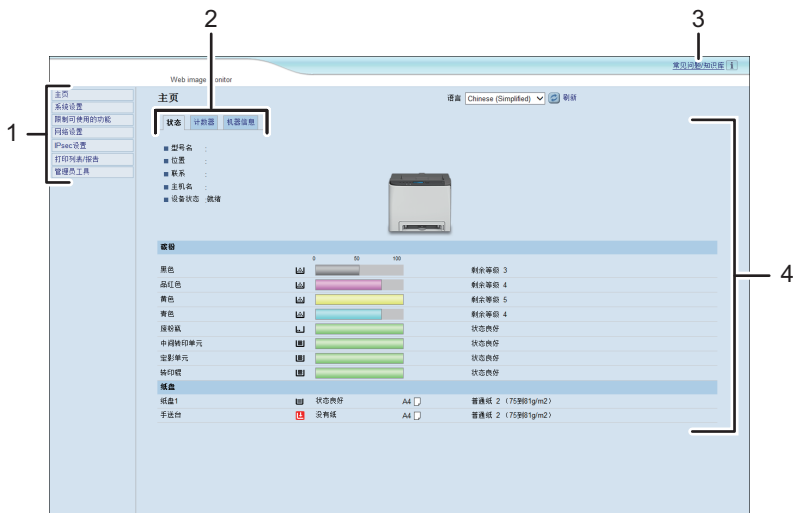 2
3
常见问题/知识库
Web image onitor
1
主页
系统设置
限制可使用的功能
网络设置
IPsec设置
打印列表/报告
管理员工具
主页
语言 Chinese (Simplified) 刷新
状态 计数器 机器信息
型号名 :
位置 :
联系 :
主机名 :
设备状态 :就绪
4
碳粉
0 50 100
黑色 剩余等级 3
品红色 剩余等级 4
黄色 剩余等级 5
青色 剩余等级 4
废粉瓶 状态良好
中间转印单元 状态良好
定影单元 状态良好
转印辊 状态良好
纸盘
纸盘1 状态良好 A4 普通纸 2 (75到81g/m2)
手送台 没有纸 A4 普通纸 2 (75到81g/m2)